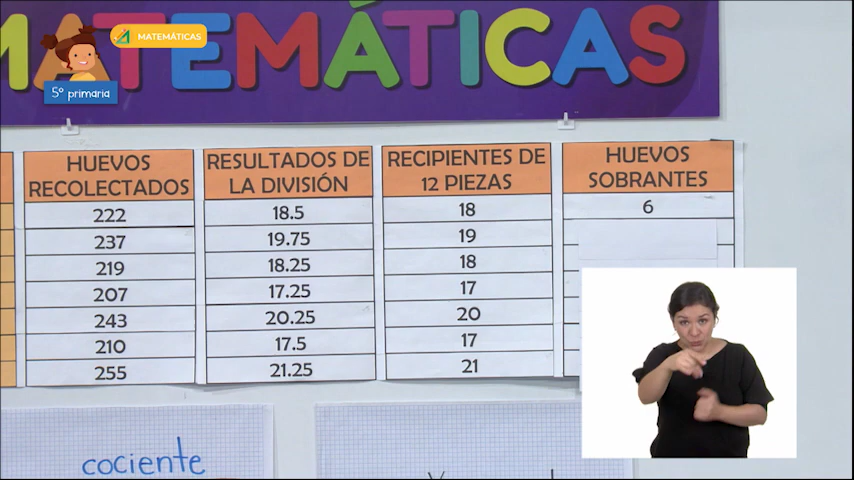 MATEMÁTICAS
MATEMÁTICAS
5° primaria
HUEVOS RECOLECTADOS
RESULTADOS DE LA DIVISIÓN
RECIPIENTES DE 12 PIEZAS
HUEVOS SOBRANTES
222 18.5 18 6
237 19.75 19
219 18.25 18
207 17.25 17
243 20.25 20
210 17.5 17
255 21.25 21
cociente